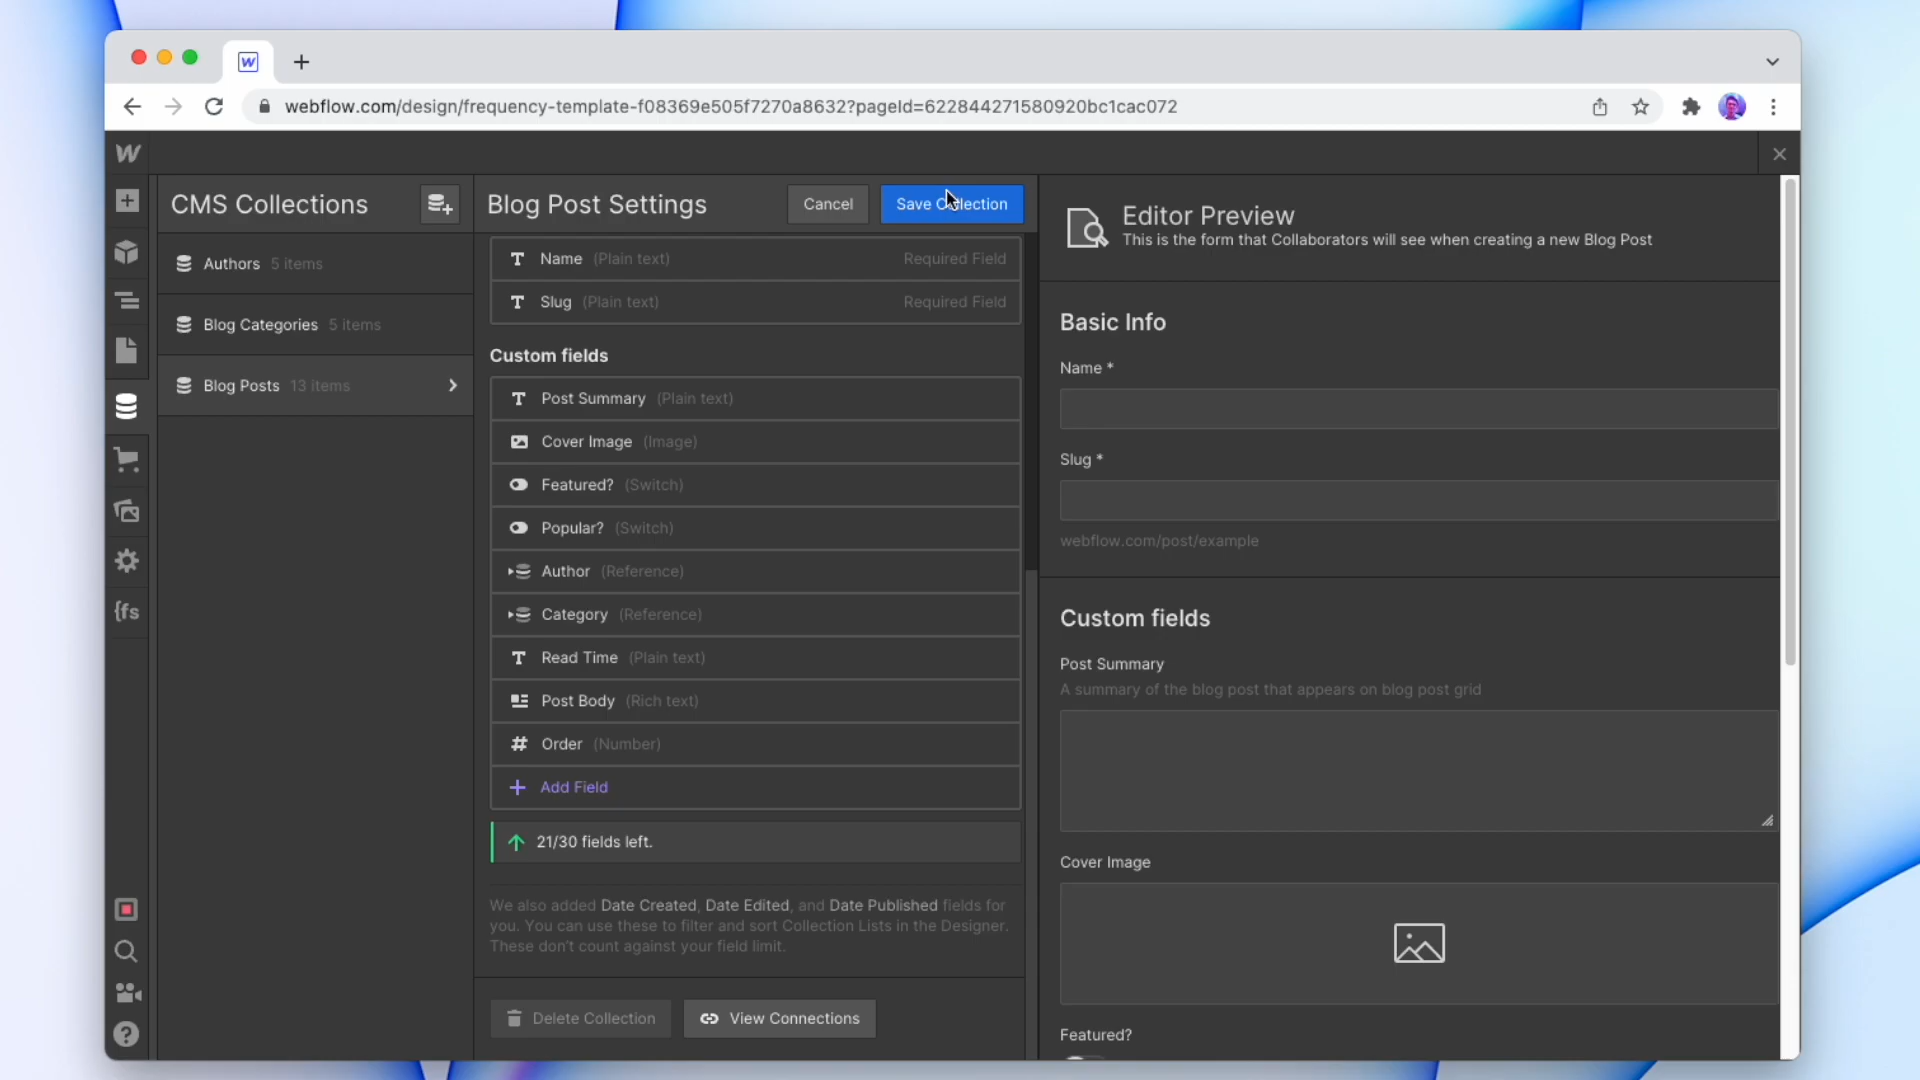 webflow.com/design/frequency-template-f08369e505f7270a8632?pageId=622844271580920bc1cac072
CMS Collections
Authors 5 items
Blog Categories 5 items
Blog Posts 13 items
{fs
Blog Post Settings
Cancel
Save Collection
Name (Plain text) Required Field
Slug (Plain text) Required Field
Custom fields
Post Summary (Plain text)
Cover Image (Image)
Featured? (Switch)
Popular? (Switch)
Author (Reference)
Category (Reference)
Read Time (Plain text)
Post Body (Rich text)
Order (Number)
Add Field
21/30 fields left.
We also added Date Created, Date Edited, and Date Published fields for
you. You can use these to filter and sort Collection Lists in the Designer.
These don't count against your field limit.
Delete Collection
View Connections
Editor Preview
This is the form that Collaborators will see when creating a new Blog Post
Basic Info
Name *
Slug *
webflow.com/post/example
Custom fields
Post Summary
A summary of the blog post that appears on blog post grid
Cover Image
Featured?